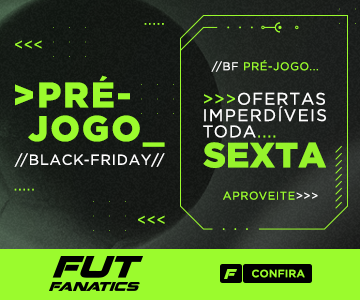 <<<
>PRÉ-
JOGO_
//BLACK-FRIDAY//
<<<
//BF PRÉ-JOGO...
>>>OFERTAS
IMPERDÍVEIS
TODA....
SEXTA
APROVEITE>>>
FUT
FANATICS
F CONFIRA